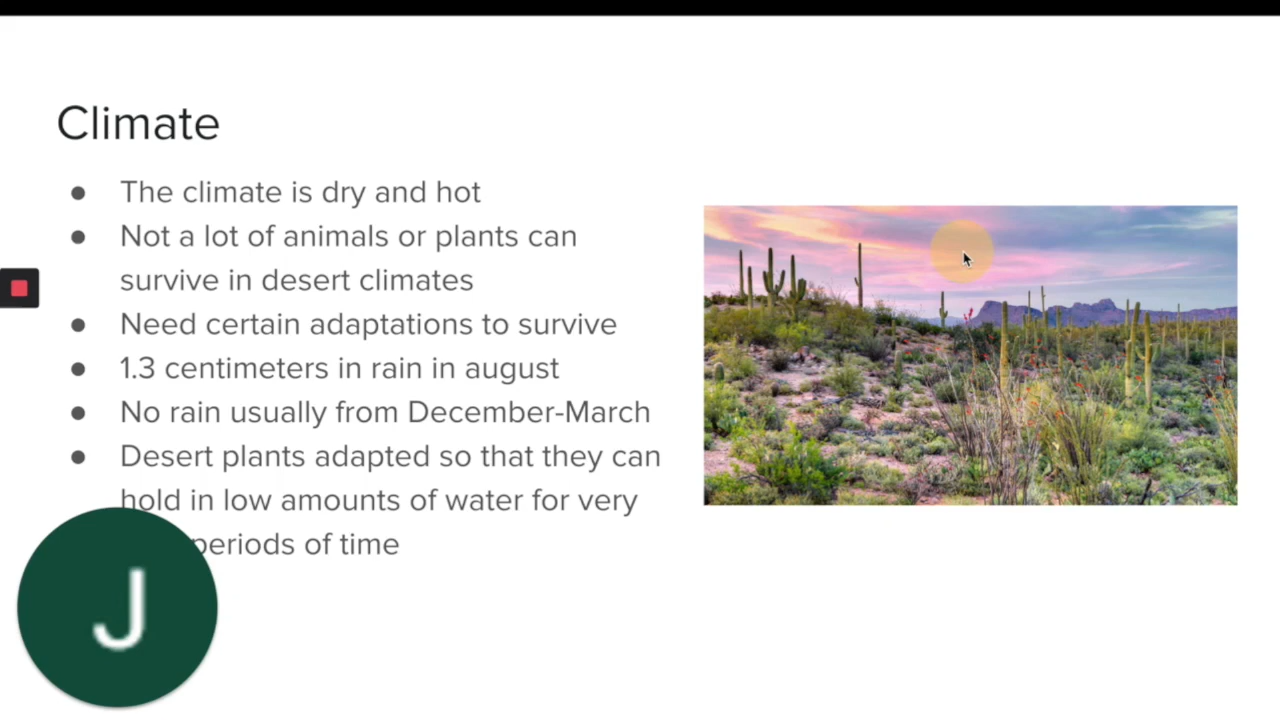 Climate
● The climate is dry and hot
● Not a lot of animals or plants can
survive in desert climates
● Need certain adaptations to survive
● 1.3 centimeters in rain in august
● No rain usually from December-March
● Desert plants adapted so that they can
hold in low amounts of water for very
periods of time
J